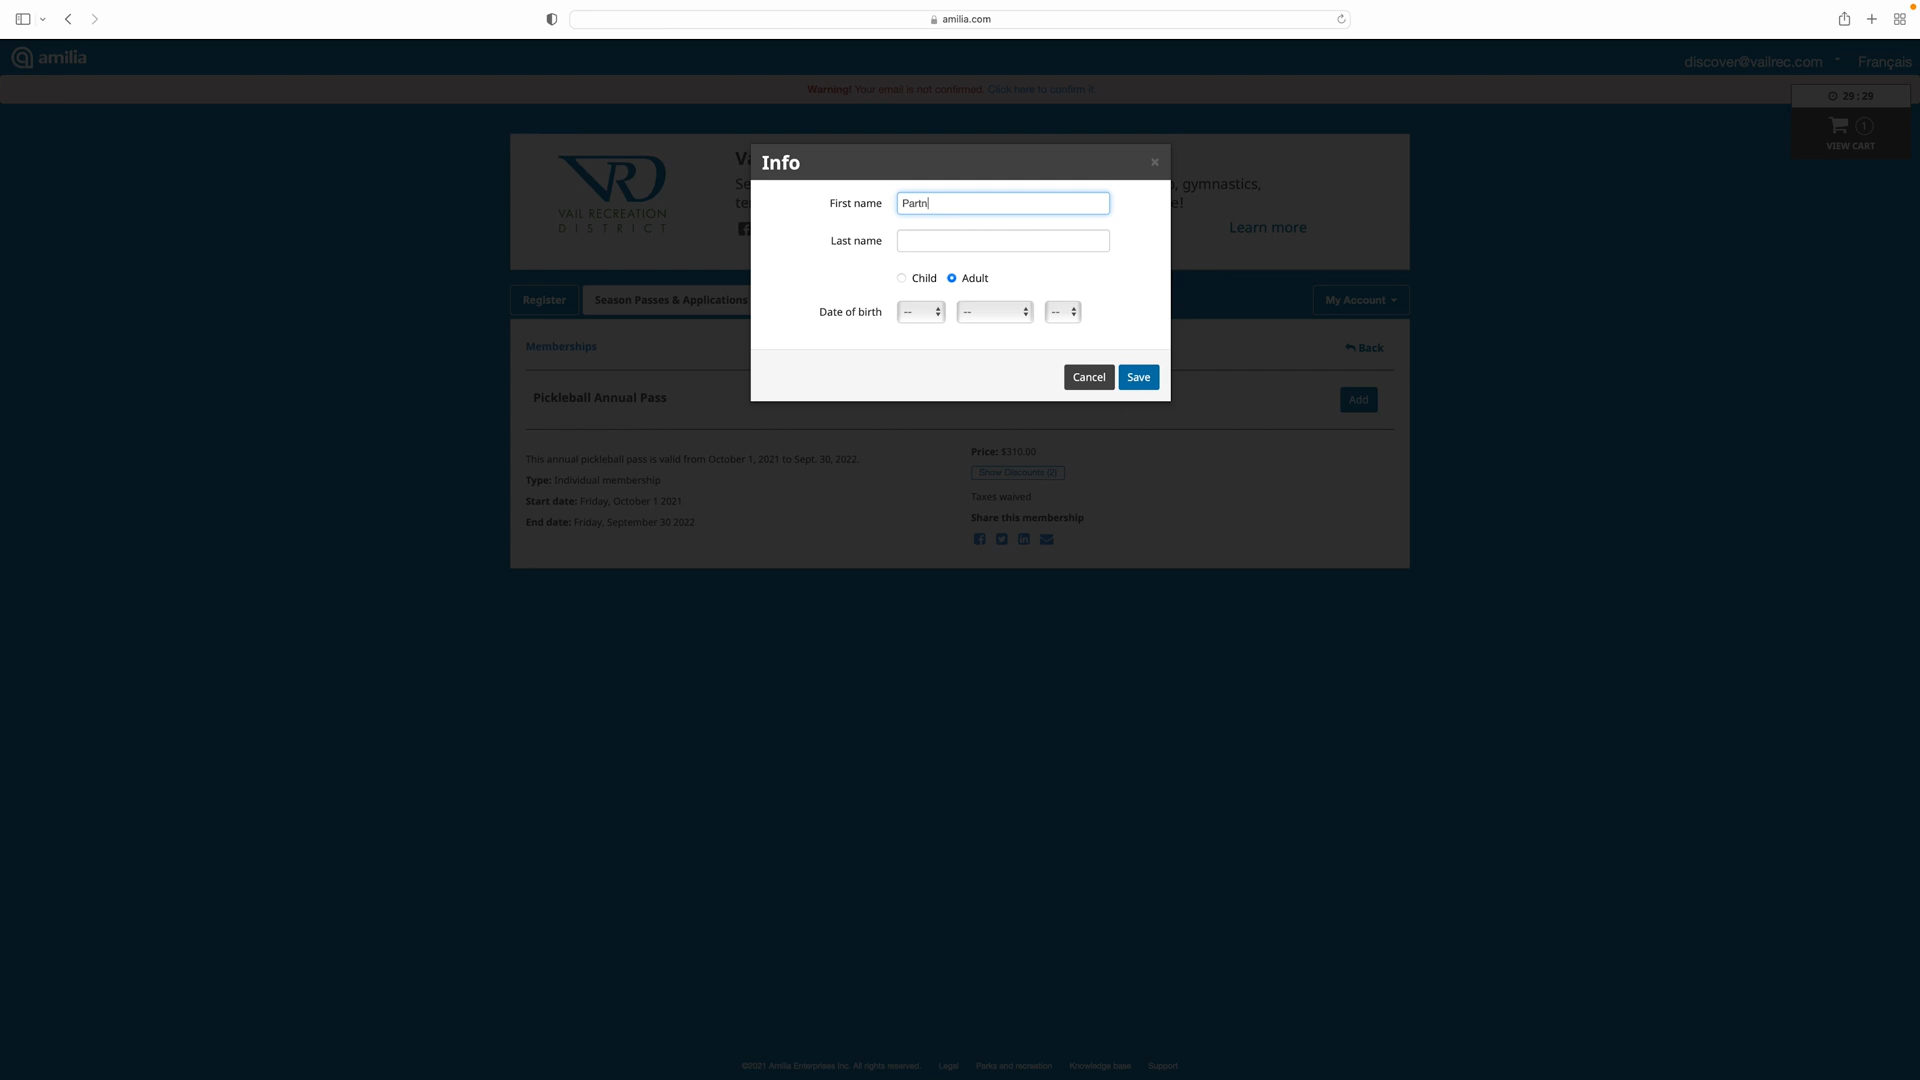 amilia.com
amilia
discover@vailrec.com
Français
Warning! Your email is not confirmed. Click here to confirm it
29 : 29
1
VIEW CART
VAIL RECREATION
DISTRICT
Va
Se
te
, gymnastics,
e!
Learn more
Info
×
First name
Partn
Last name
Child
Adult
Date of birth
--
--
--
Cancel
Save
Register
Season Passes & Applications
My Account
Memberships
Back
Pickleball Annual Pass
Add
This annual pickleball pass is valid from October 1, 2021 to Sept. 30, 2022.
Type: Individual membership
Start date: Friday, October 1 2021
End date: Friday, September 30 2022
Price: $310.00
Show Discounts (2)
Taxes waived
Share this membership
©2021 Amilia Enterprises Inc. All rights reserved.
Legal
Parks and recreation
Knowledge base
Support